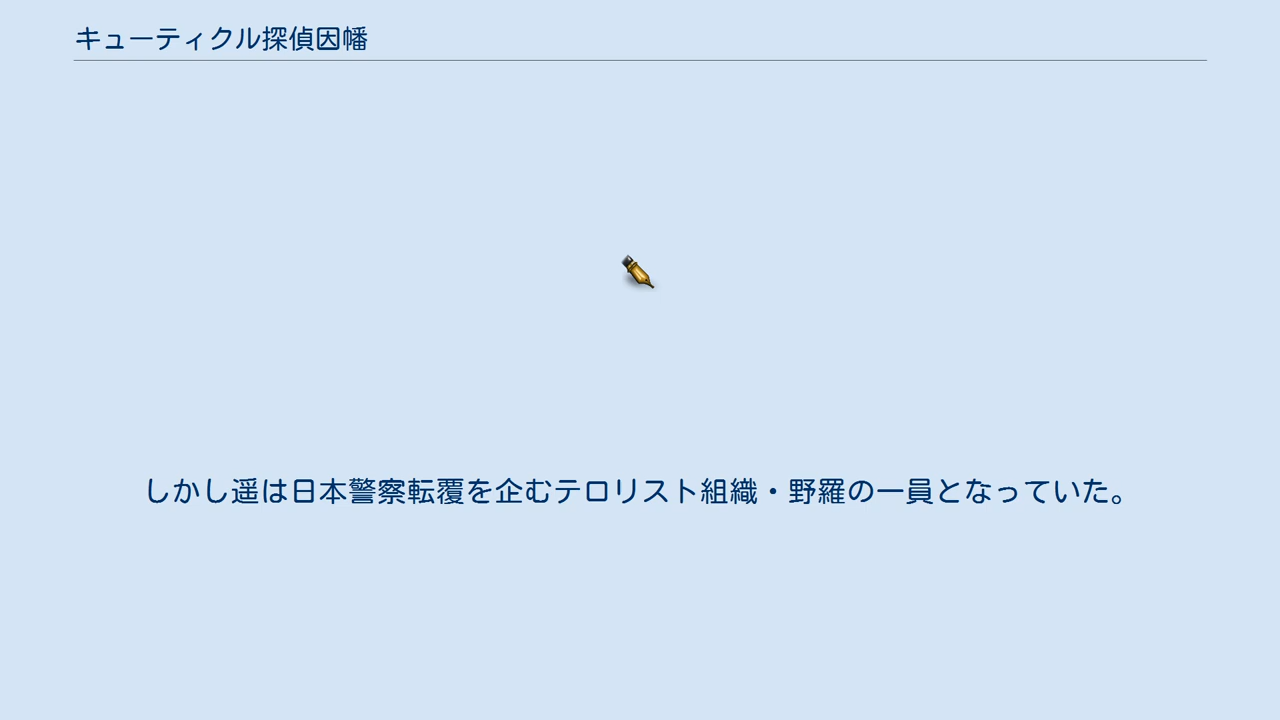 キューティクル探偵因幡
しかし遥は日本警察転覆を企むテロリスト組織・野羅の一員となっていた。